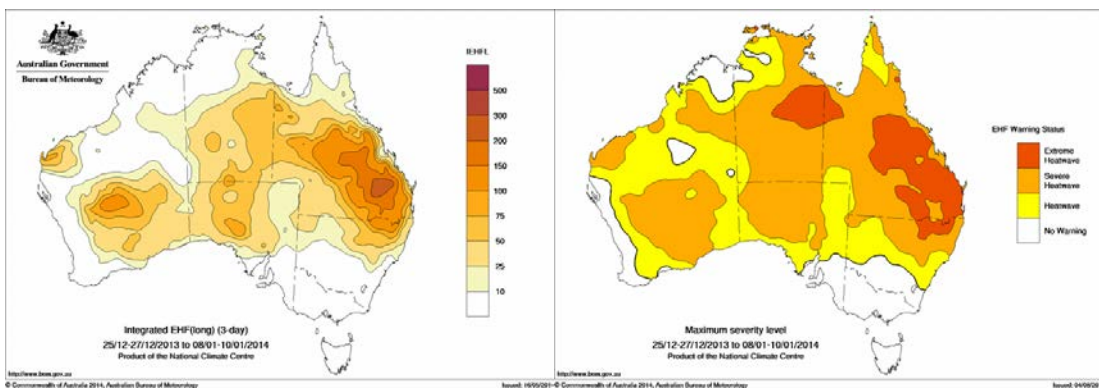 Australian Government
Bureau of Meteorology
IEHFL
500
300
200
150
100
75
50
25
10
Integrated EHF(long) (3-day)
25/12-27/12/2013 to 08/01-10/01/2014
Product of the National Climate Centre
http://www.bom.gov.au
© Commonwealth of Australia 2014, Australian Bureau of Meteorology
EHF Warning Status
Extreme
Heatwave
Severe
Heatwave
Heatwave
No Warning
Maximum severity level
25/12-27/12/2013 to 08/01-10/01/2014
Product of the National Climate Centre
http://www.bom.gov.au
© Commonwealth of Australia 2014, Australian Bureau of Meteorology